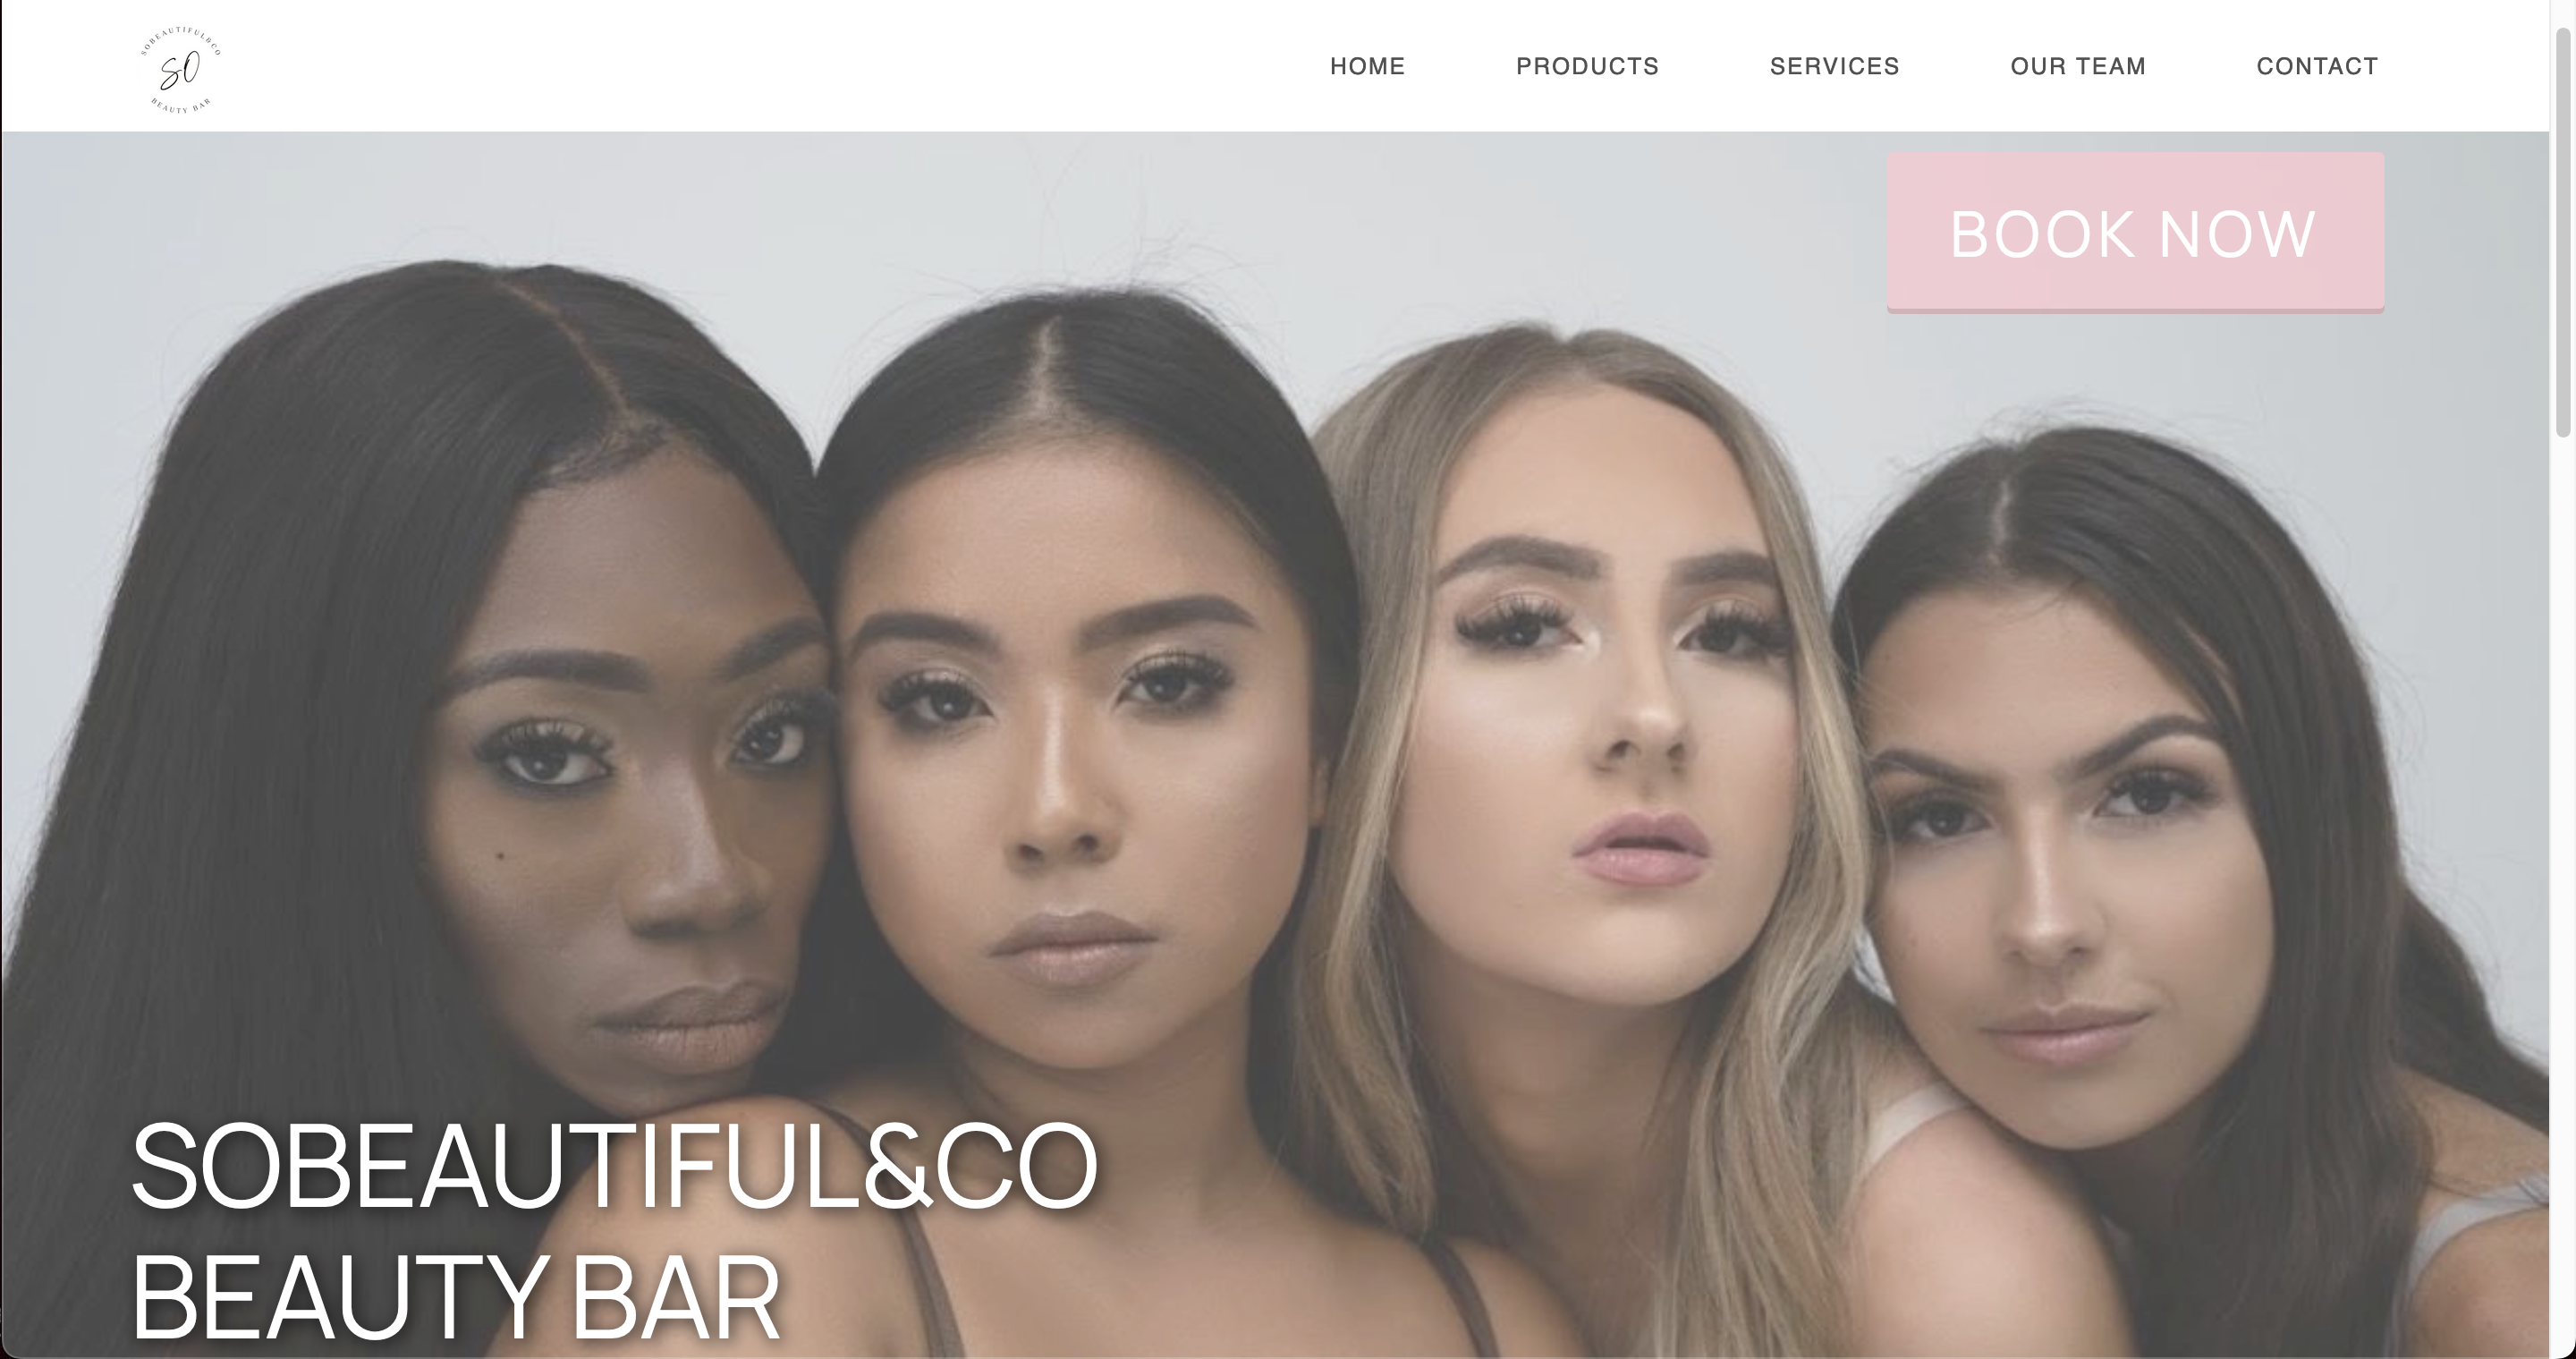 SOBEAUTIFUL&CO
SO
BEAUTY BAR
HOME
PRODUCTS
SERVICES
OUR TEAM
CONTACT
BOOK NOW
SOBEAUTIFUL&CO
BEAUTY BAR